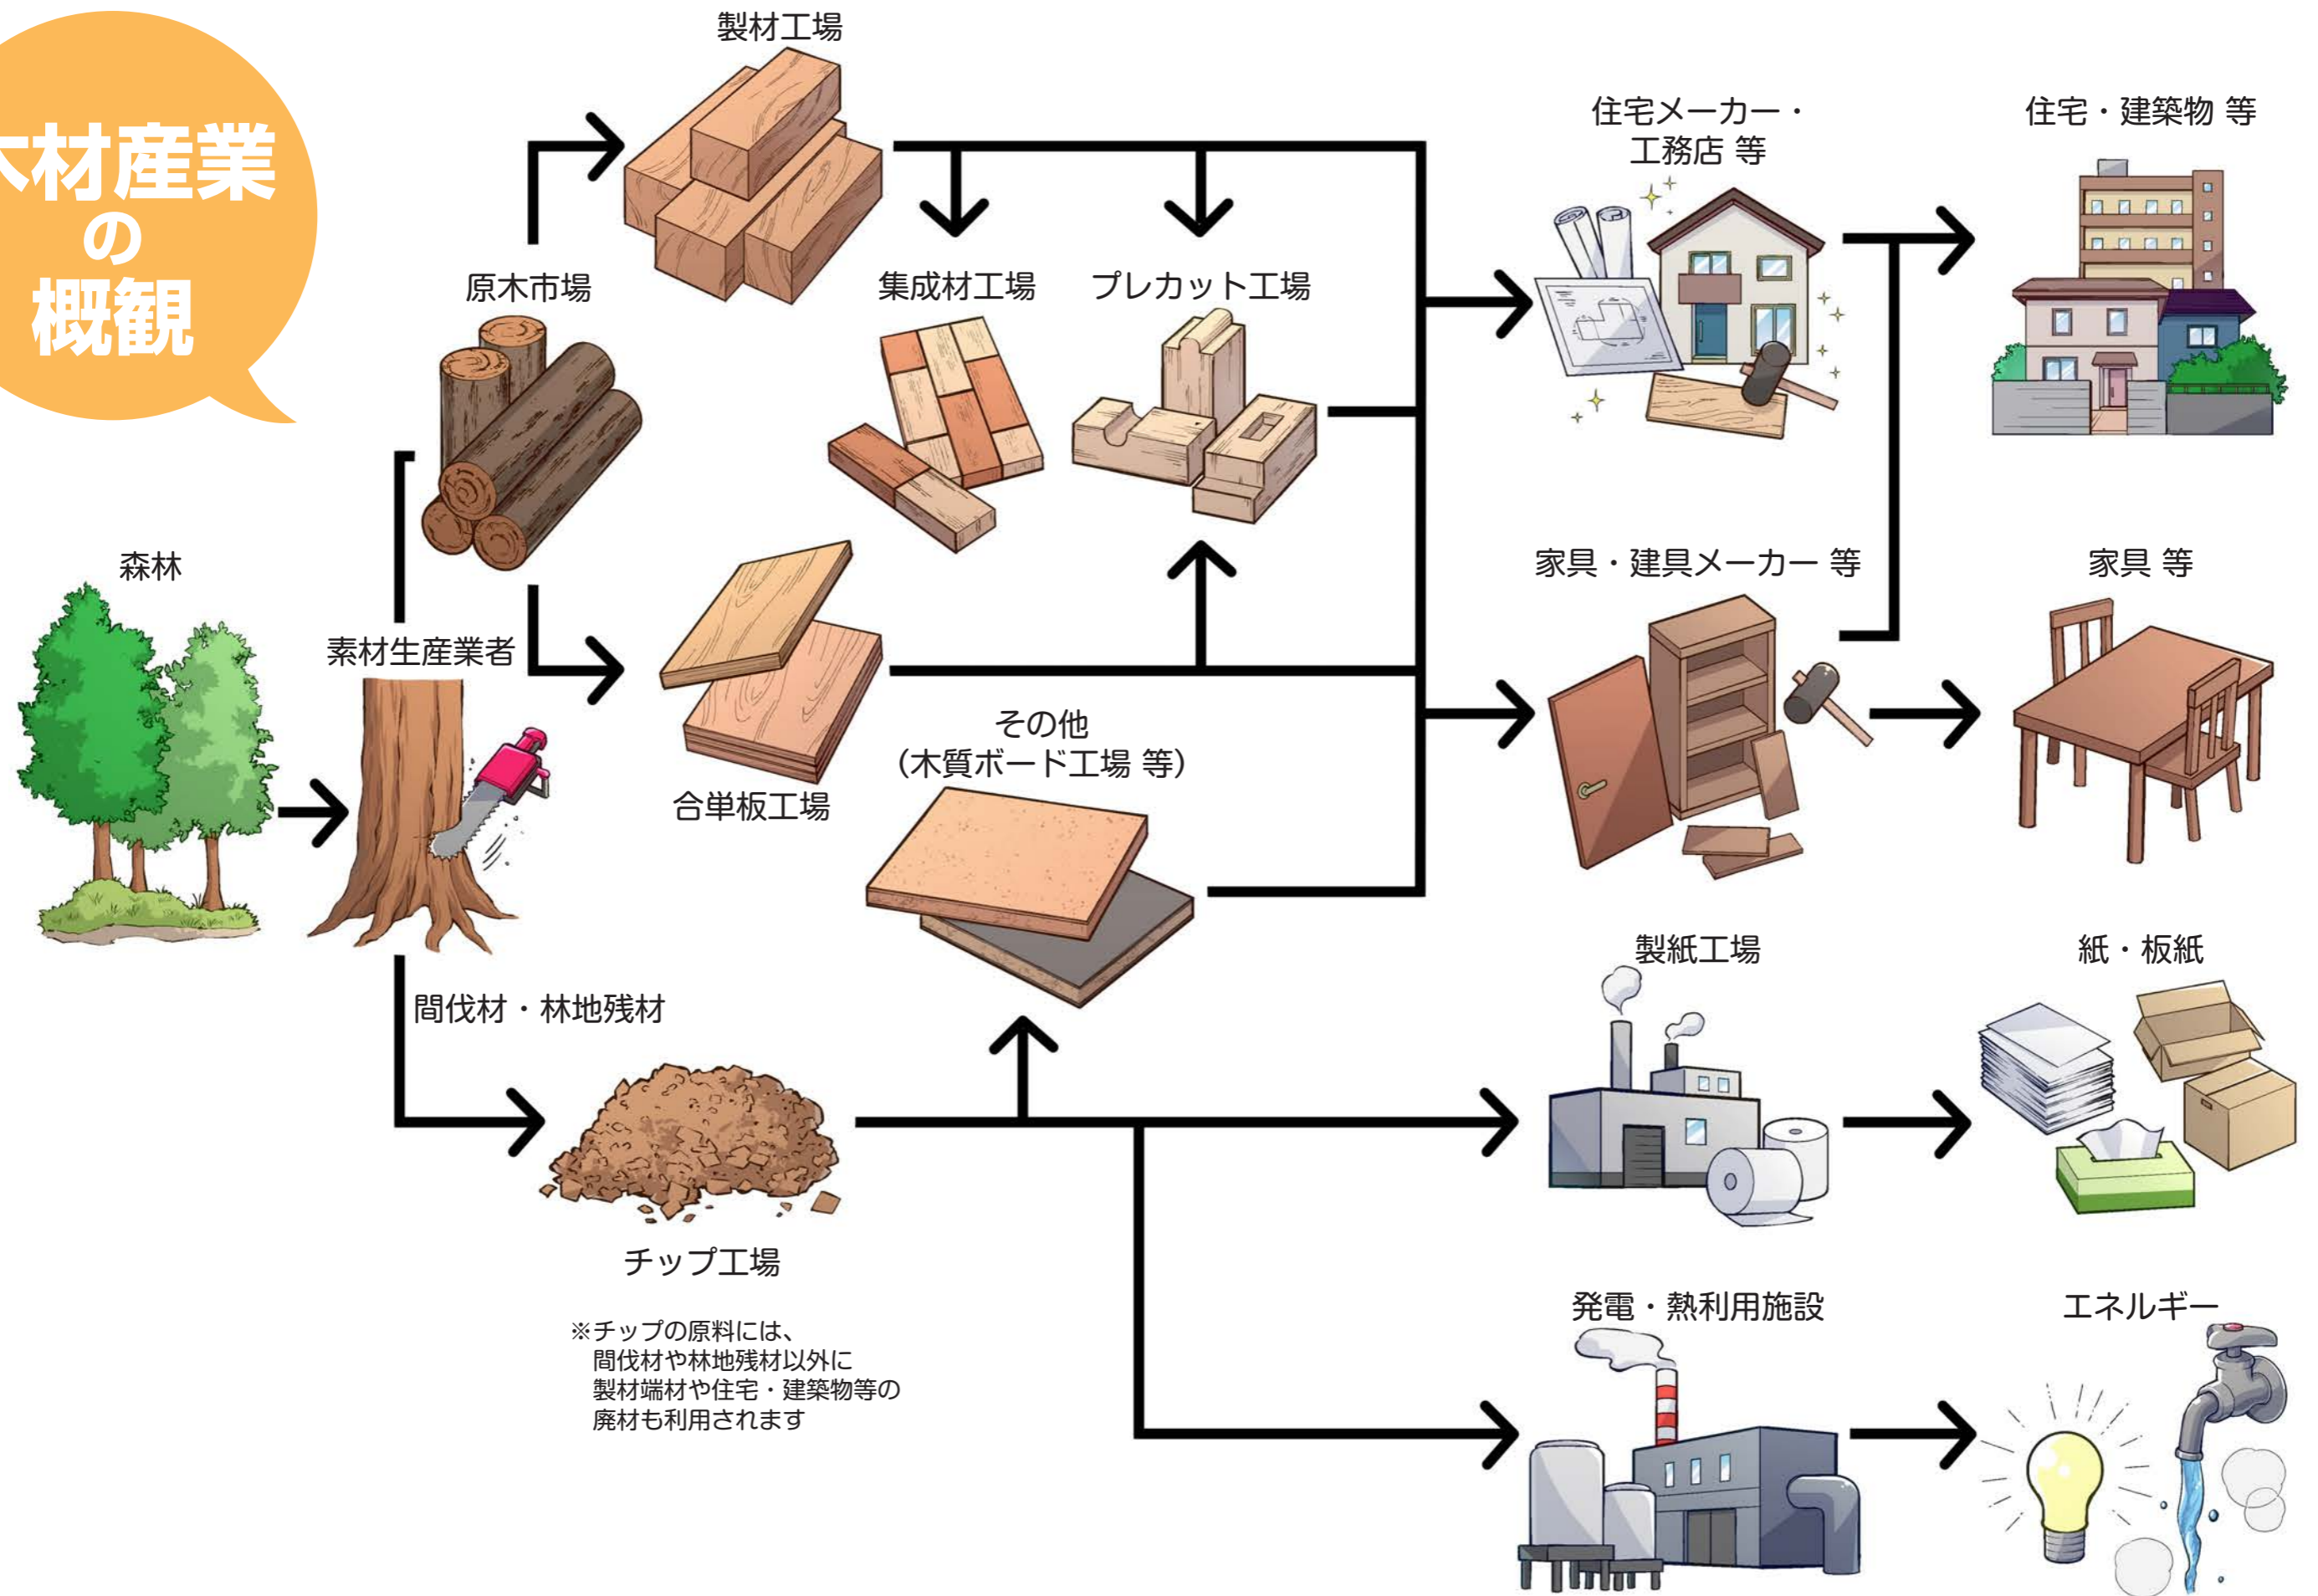 木材産業
の
概観
製材工場
原木市場
集成材工場
プレカット工場
住宅メーカー・
工務店 等
住宅・建築物 等
森林
素材生産業者
合単板工場
その他
（木質ボード工場 等）
家具・建具メーカー 等
家具 等
間伐材・林地残材
チップ工場
※チップの原料には、
間伐材や林地残材以外に
製材端材や住宅・建築物等の
廃材も利用されます
製紙工場
紙・板紙
発電・熱利用施設
エネルギー